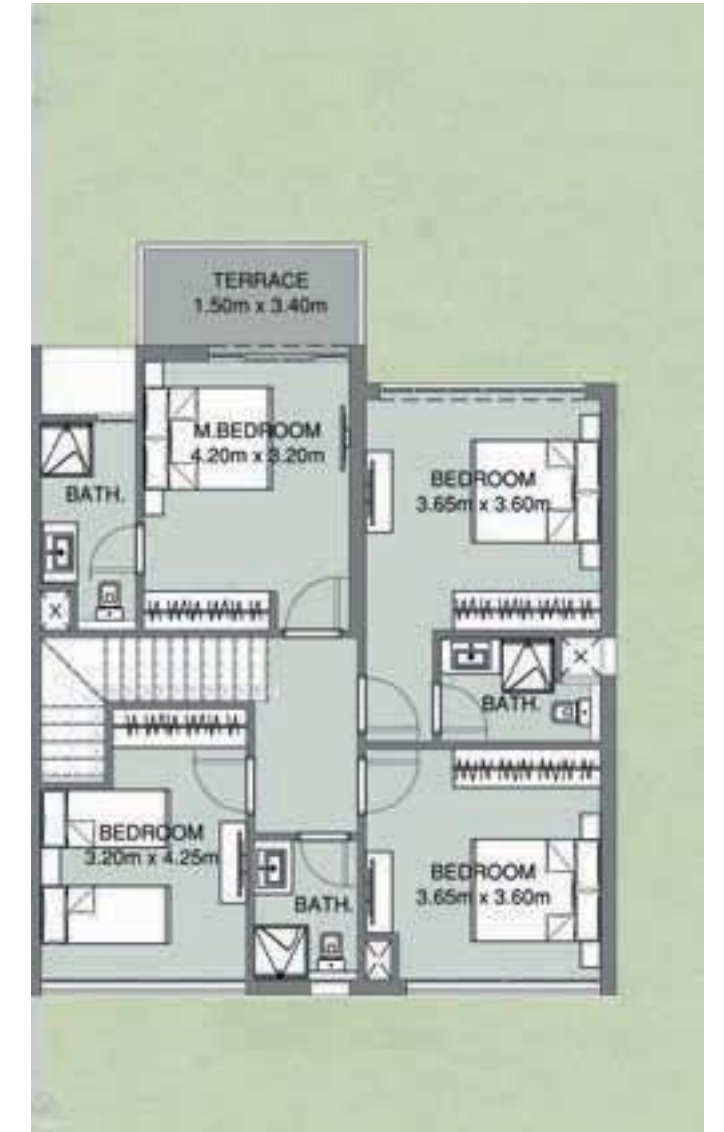 TERRACE
1.50m x 3.40m
M.BEDROOM
4.20m x 3.20m
BATH.
BEDROOM
3.65m x 3.60m
BATH.
BEDROOM
3.20m x 4.25m
BATH.
BEDROOM
3.65m x 3.60m